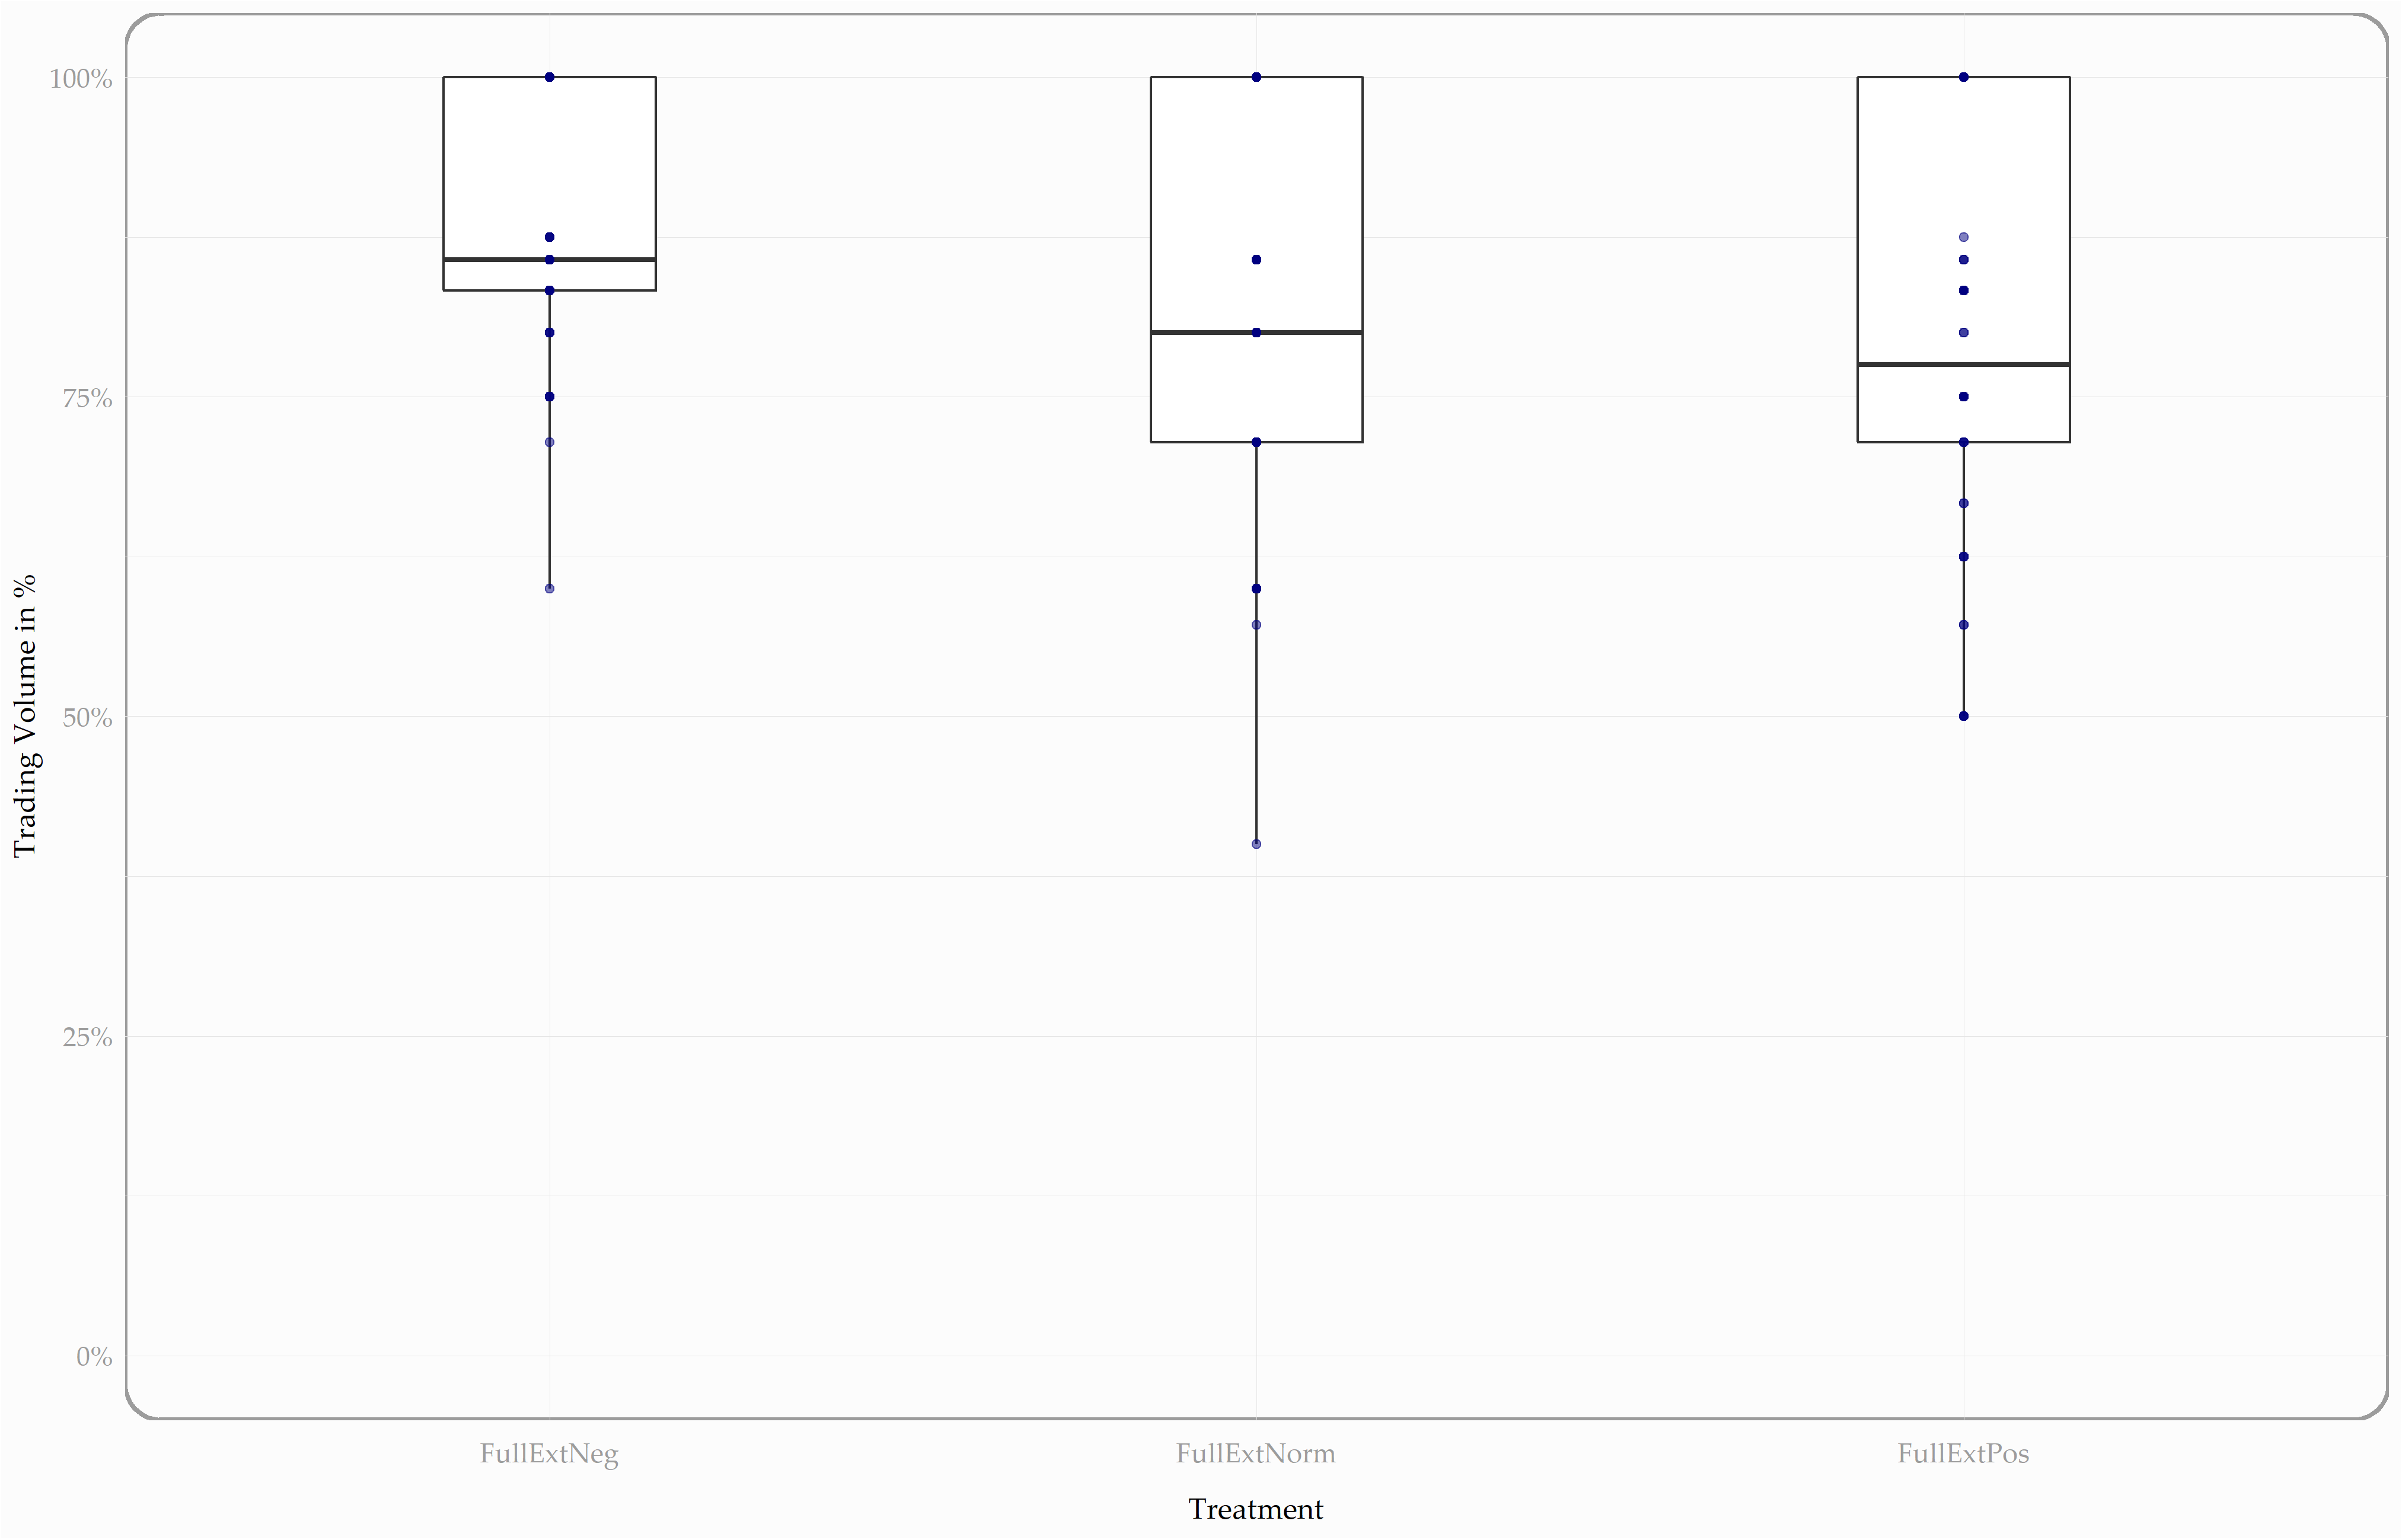 Trading Volume in %
100%
75%
50%
25%
0%
FullExtNeg
FullExtNorm
FullExtPos
Treatment